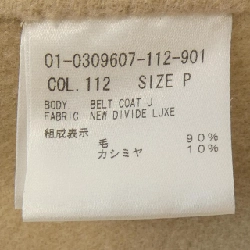 01-0309607-112-901
COL.112 SIZE P
BODY BELT COAT J
FABRIC NEW DIVIDE LUXE
組成表示
毛 90%
カシミヤ 10%